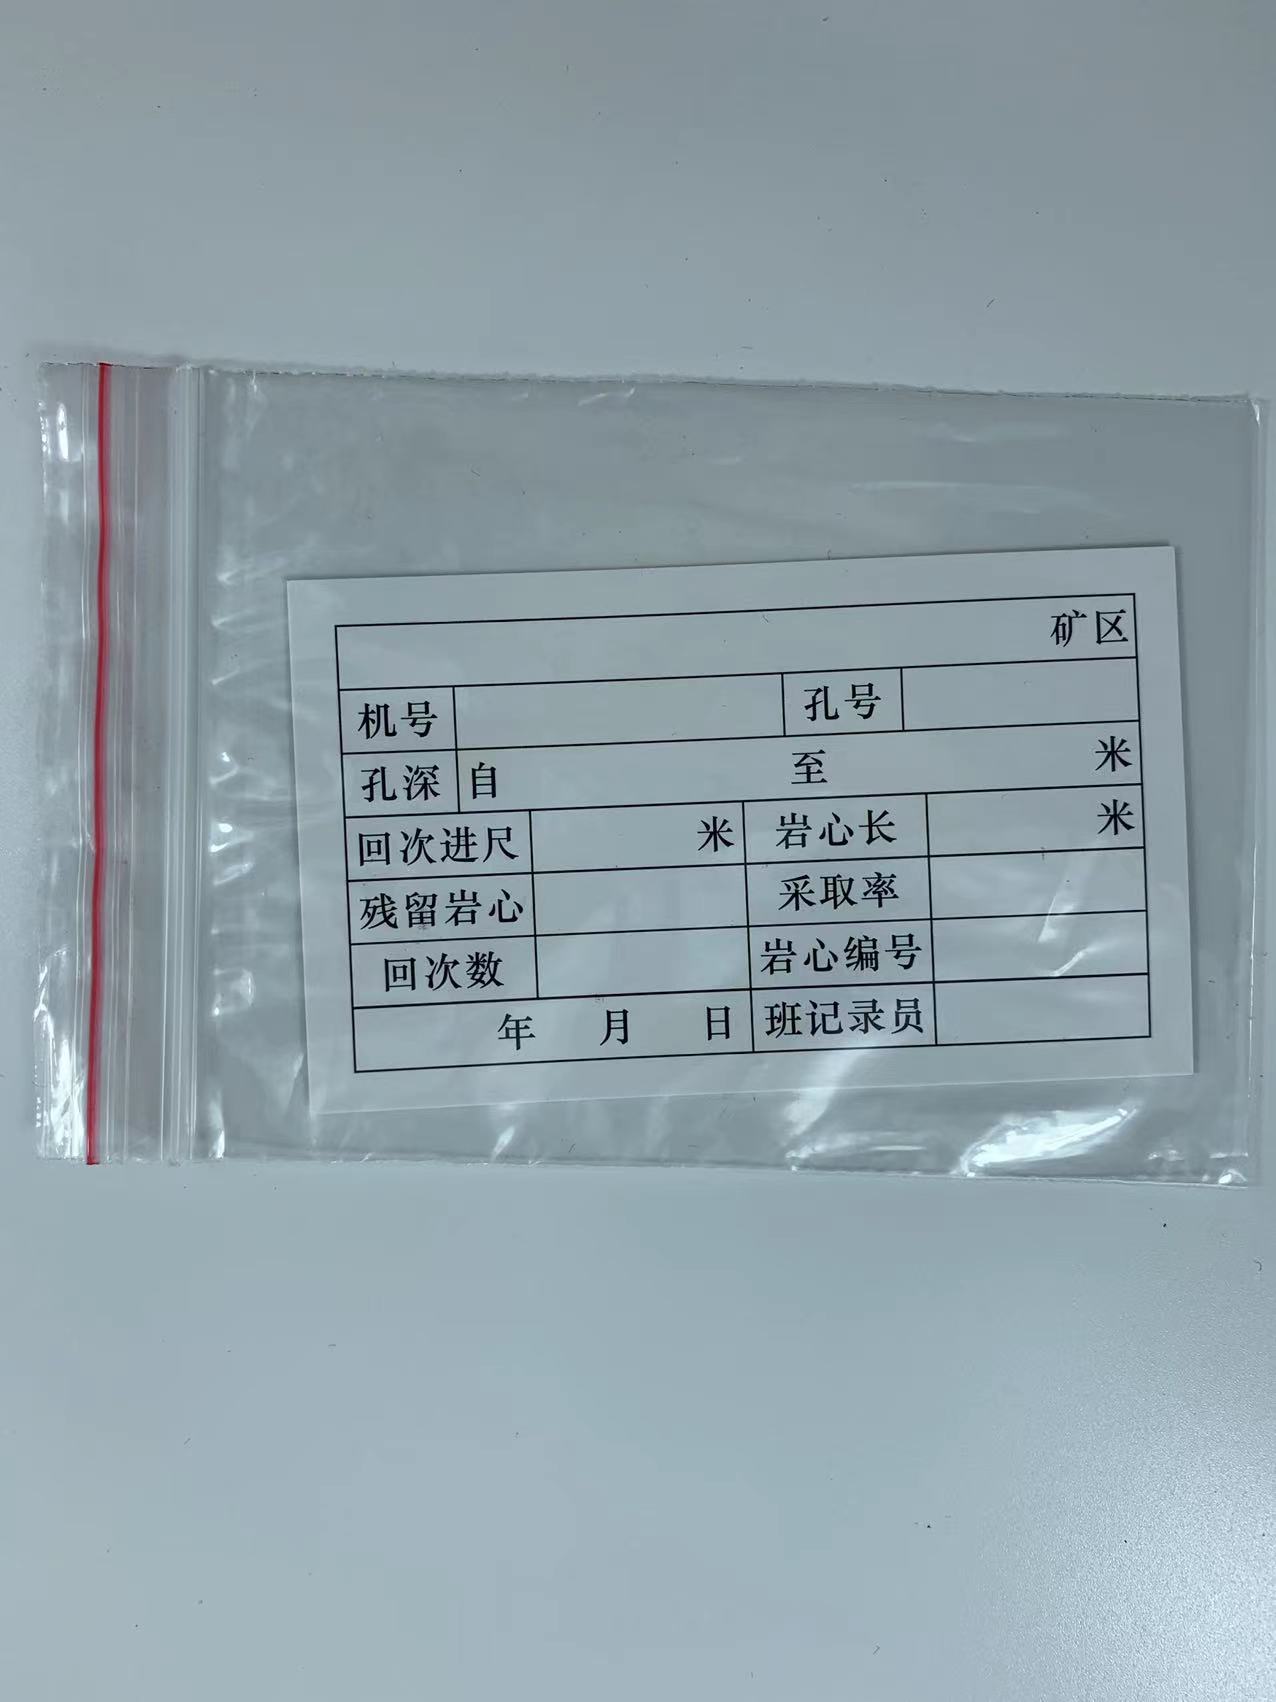 矿区
机号 孔号
孔深 自 至 米
回次进尺 米 岩心长 米
残留岩心 采取率
回次数 岩心编号
年 月 日 班记录员